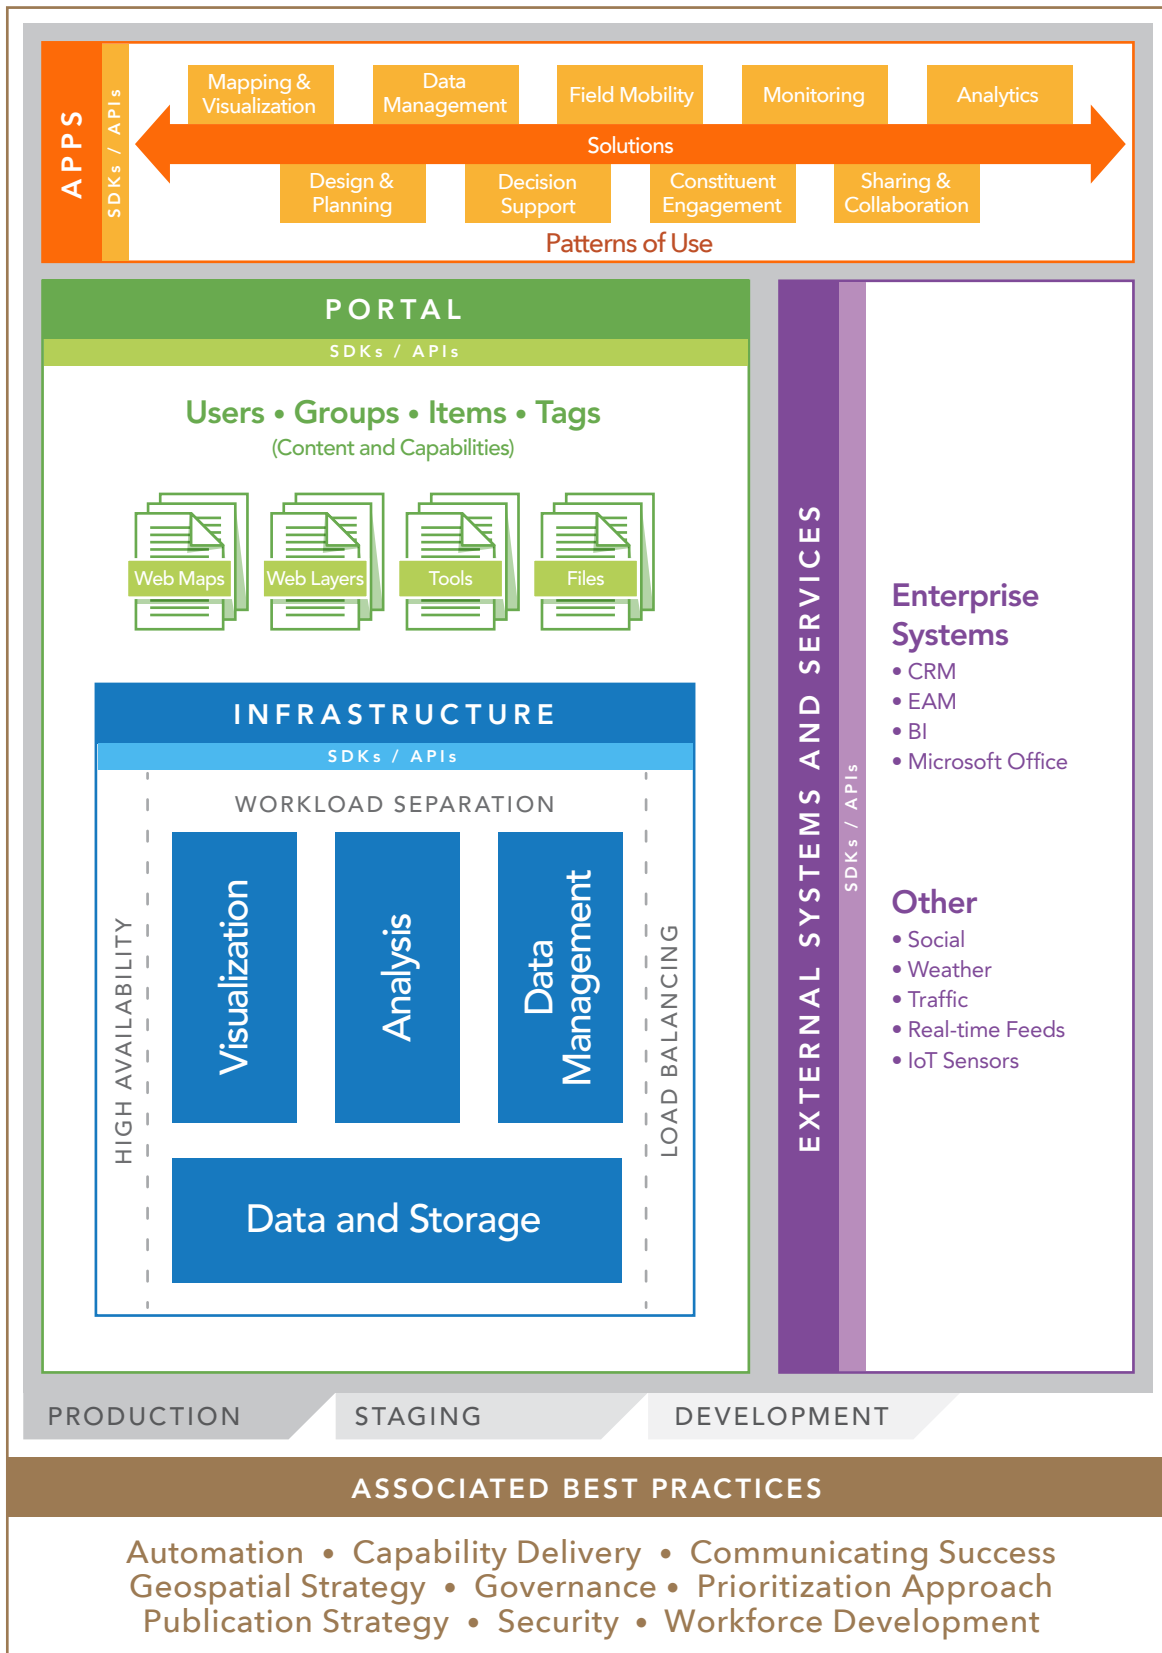 APPS
SDKs / APIs
Mapping &
Visualization
Data
Management
Field Mobility
Monitoring
Analytics
Solutions
Design &
Planning
Decision
Support
Constituent
Engagement
Sharing &
Collaboration
Patterns of Use
PORTAL
SDKs / APIs
Users • Groups • Items • Tags
(Content and Capabilities)
Web Maps
Web Layers
Tools
Files
INFRASTRUCTURE
SDKs / APIs
WORKLOAD SEPARATION
HIGH AVAILABILITY
Visualization
Analysis
Data
Management
LOAD BALANCING
Data and Storage
EXTERNAL SYSTEMS AND SERVICES
SDKs / APIs
Enterprise
Systems
• CRM
• EAM
• BI
• Microsoft Office
Other
• Social
• Weather
• Traffic
• Real-time Feeds
• IoT Sensors
PRODUCTION
STAGING
DEVELOPMENT
ASSOCIATED BEST PRACTICES
Automation • Capability Delivery • Communicating Success
Geospatial Strategy • Governance • Prioritization Approach
Publication Strategy • Security • Workforce Development